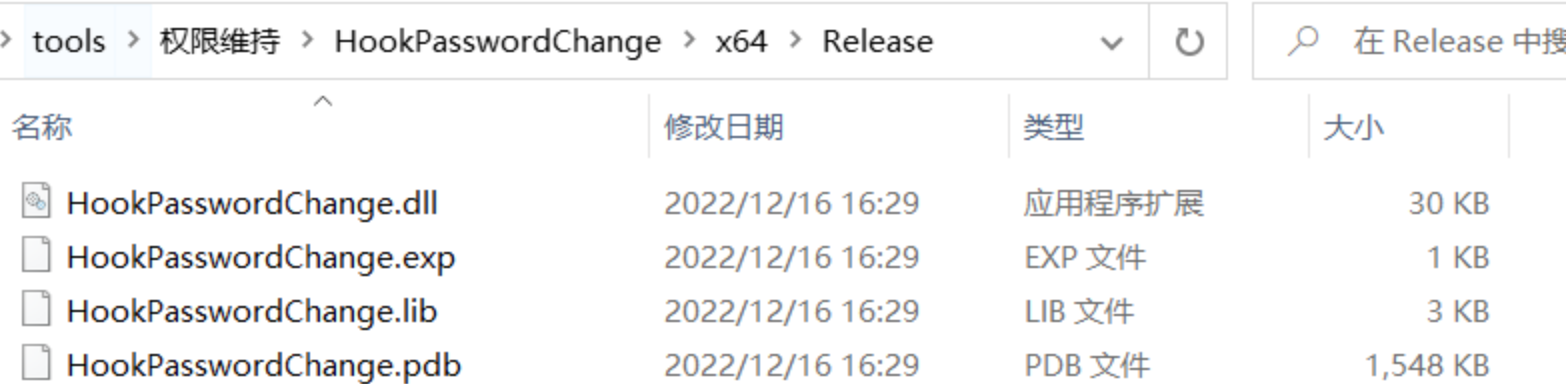 tools 权限维持 HookPasswordChange x64 Release 在 Release 中搜
名称 修改日期 类型 大小
HookPasswordChange.dll 2022/12/16 16:29 应用程序扩展 30 KB
HookPasswordChange.exp 2022/12/16 16:29 EXP 文件 1 KB
HookPasswordChange.lib 2022/12/16 16:29 LIB 文件 3 KB
HookPasswordChange.pdb 2022/12/16 16:29 PDB 文件 1,548 KB